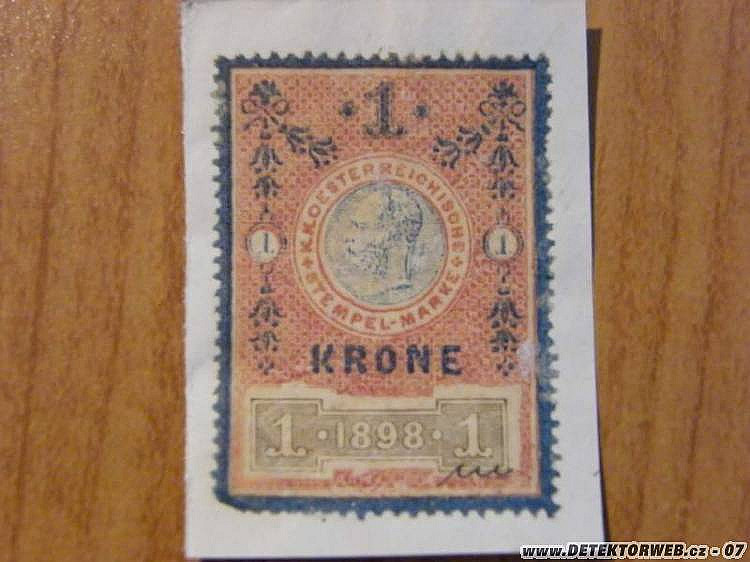 ·1·
K.K.OESTERREICHISCHE
STEMPEL-MARKE
1 1
KRONE
1·1898·1
www.DETEKTORWEB.cz - 07